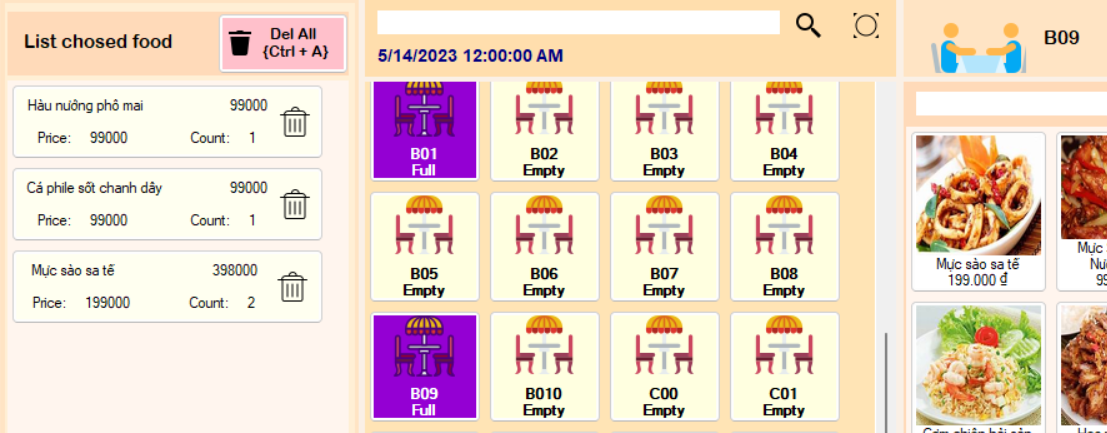 List chosed food
Del All
{Ctrl + A}
Hàu nướng phô mai 99000
Price: 99000 Count: 1
Cá phile sốt chanh dây 99000
Price: 99000 Count: 1
Mực sào sa tế 398000
Price: 199000 Count: 2
5/14/2023 12:00:00 AM
B01
Full
B02
Empty
B03
Empty
B04
Empty
B05
Empty
B06
Empty
B07
Empty
B08
Empty
B09
Full
B010
Empty
C00
Empty
C01
Empty
B09
Mực sào sa tế
199.000 ₫
Mực